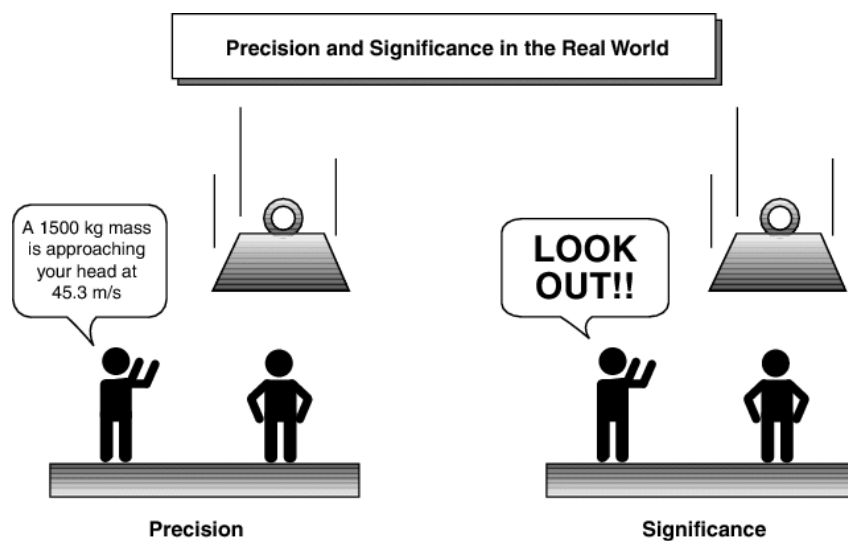 Precision and Significance in the Real World
A 1500 kg mass
is approaching
your head at
45.3 m/s
LOOK
OUT!!
Precision
Significance